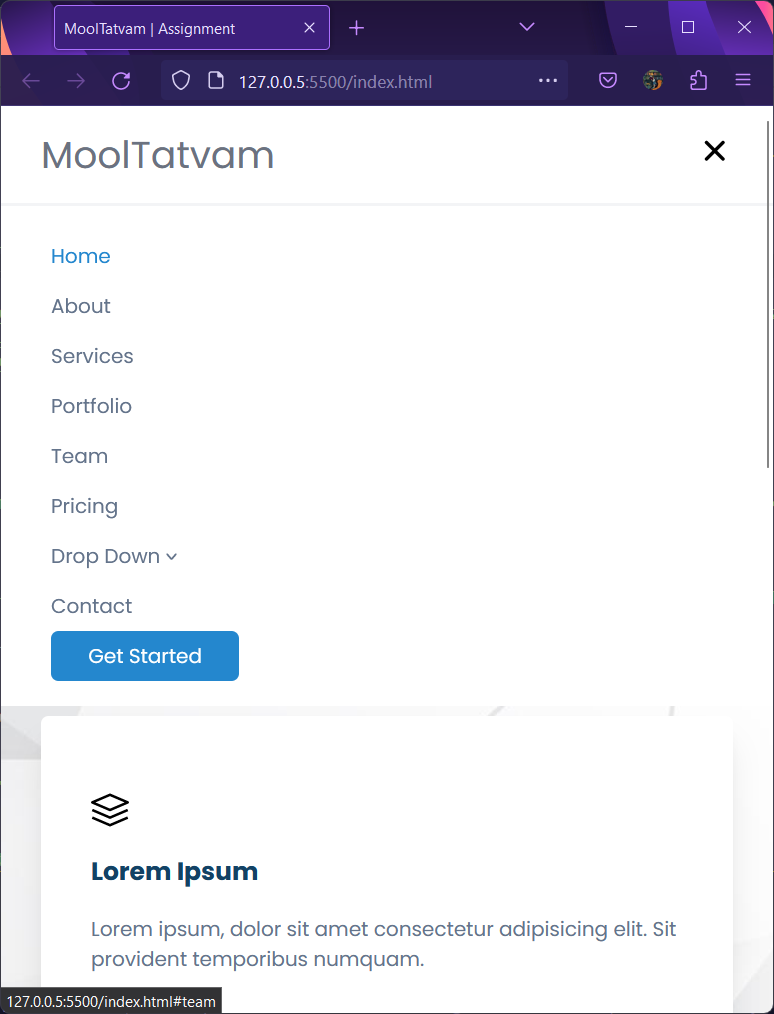 MoolTatvam | Assignment
127.0.0.5:5500/index.html
MoolTatvam
Home
About
Services
Portfolio
Team
Pricing
Drop Down
Contact
Get Started
Lorem Ipsum
Lorem ipsum, dolor sit amet consectetur adipisicing elit. Sit
provident temporibus numquam.
127.0.0.5:5500/index.html#team